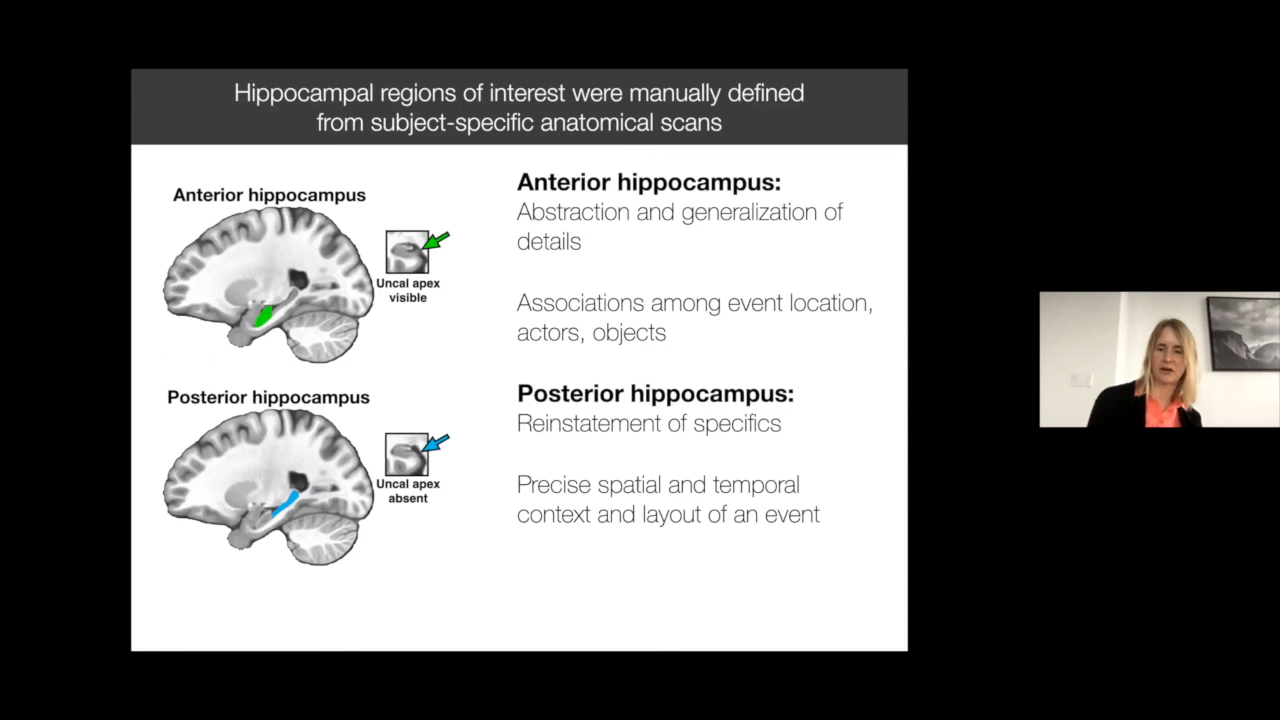 Hippocampal regions of interest were manually defined
from subject-specific anatomical scans
Anterior hippocampus
Uncal apex
visible
Posterior hippocampus
Uncal apex
absent
Anterior hippocampus:
Abstraction and generalization of
details
Associations among event location,
actors, objects
Posterior hippocampus:
Reinstatement of specifics
Precise spatial and temporal
context and layout of an event